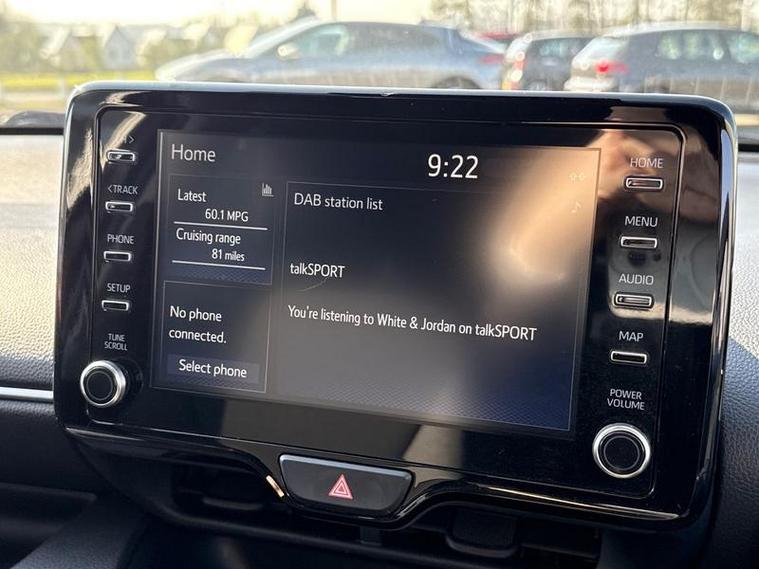 Home
9:22
Latest
60.1 MPG
Cruising range
81 miles
No phone
connected.
Select phone
DAB station list
talkSPORT
You're listening to White & Jordan on talkSPORT
>
<TRACK
PHONE
SETUP
TUNE
SCROLL
HOME
MENU
AUDIO
MAP
POWER
VOLUME